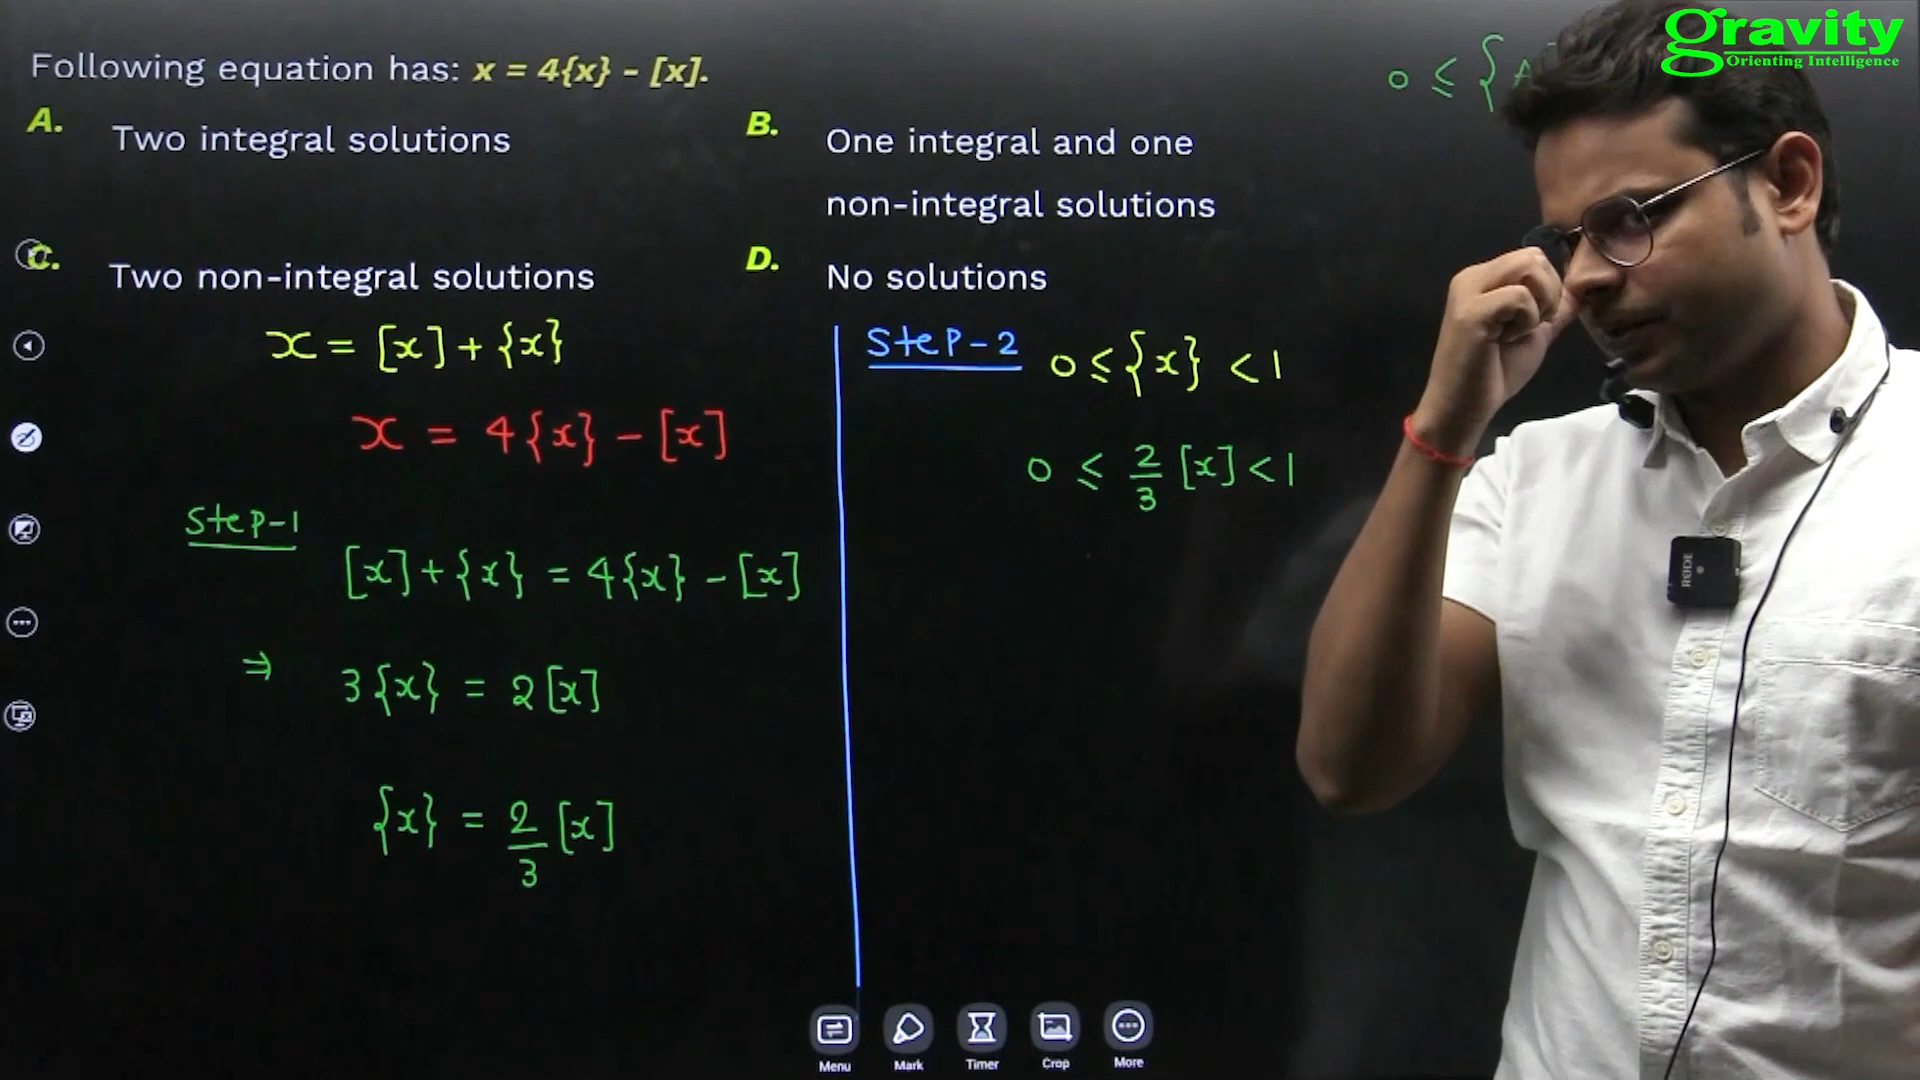 gravity
Orienting Intelligence
Following equation has: x = 4{x} - [x].
A. Two integral solutions
B. One integral and one
non-integral solutions
C. Two non-integral solutions
D. No solutions
0 ≤ {
x = [x] + {x}
x = 4{x} - [x]
Step-1
[x] + {x} = 4{x} - [x]
⇒ 3{x} = 2[x]
{x} = 2/3 [x]
Step-2
0 ≤ {x} < 1
0 ≤ 2/3 [x] < 1
RØDE
Menu
Mark
Timer
Crop
More